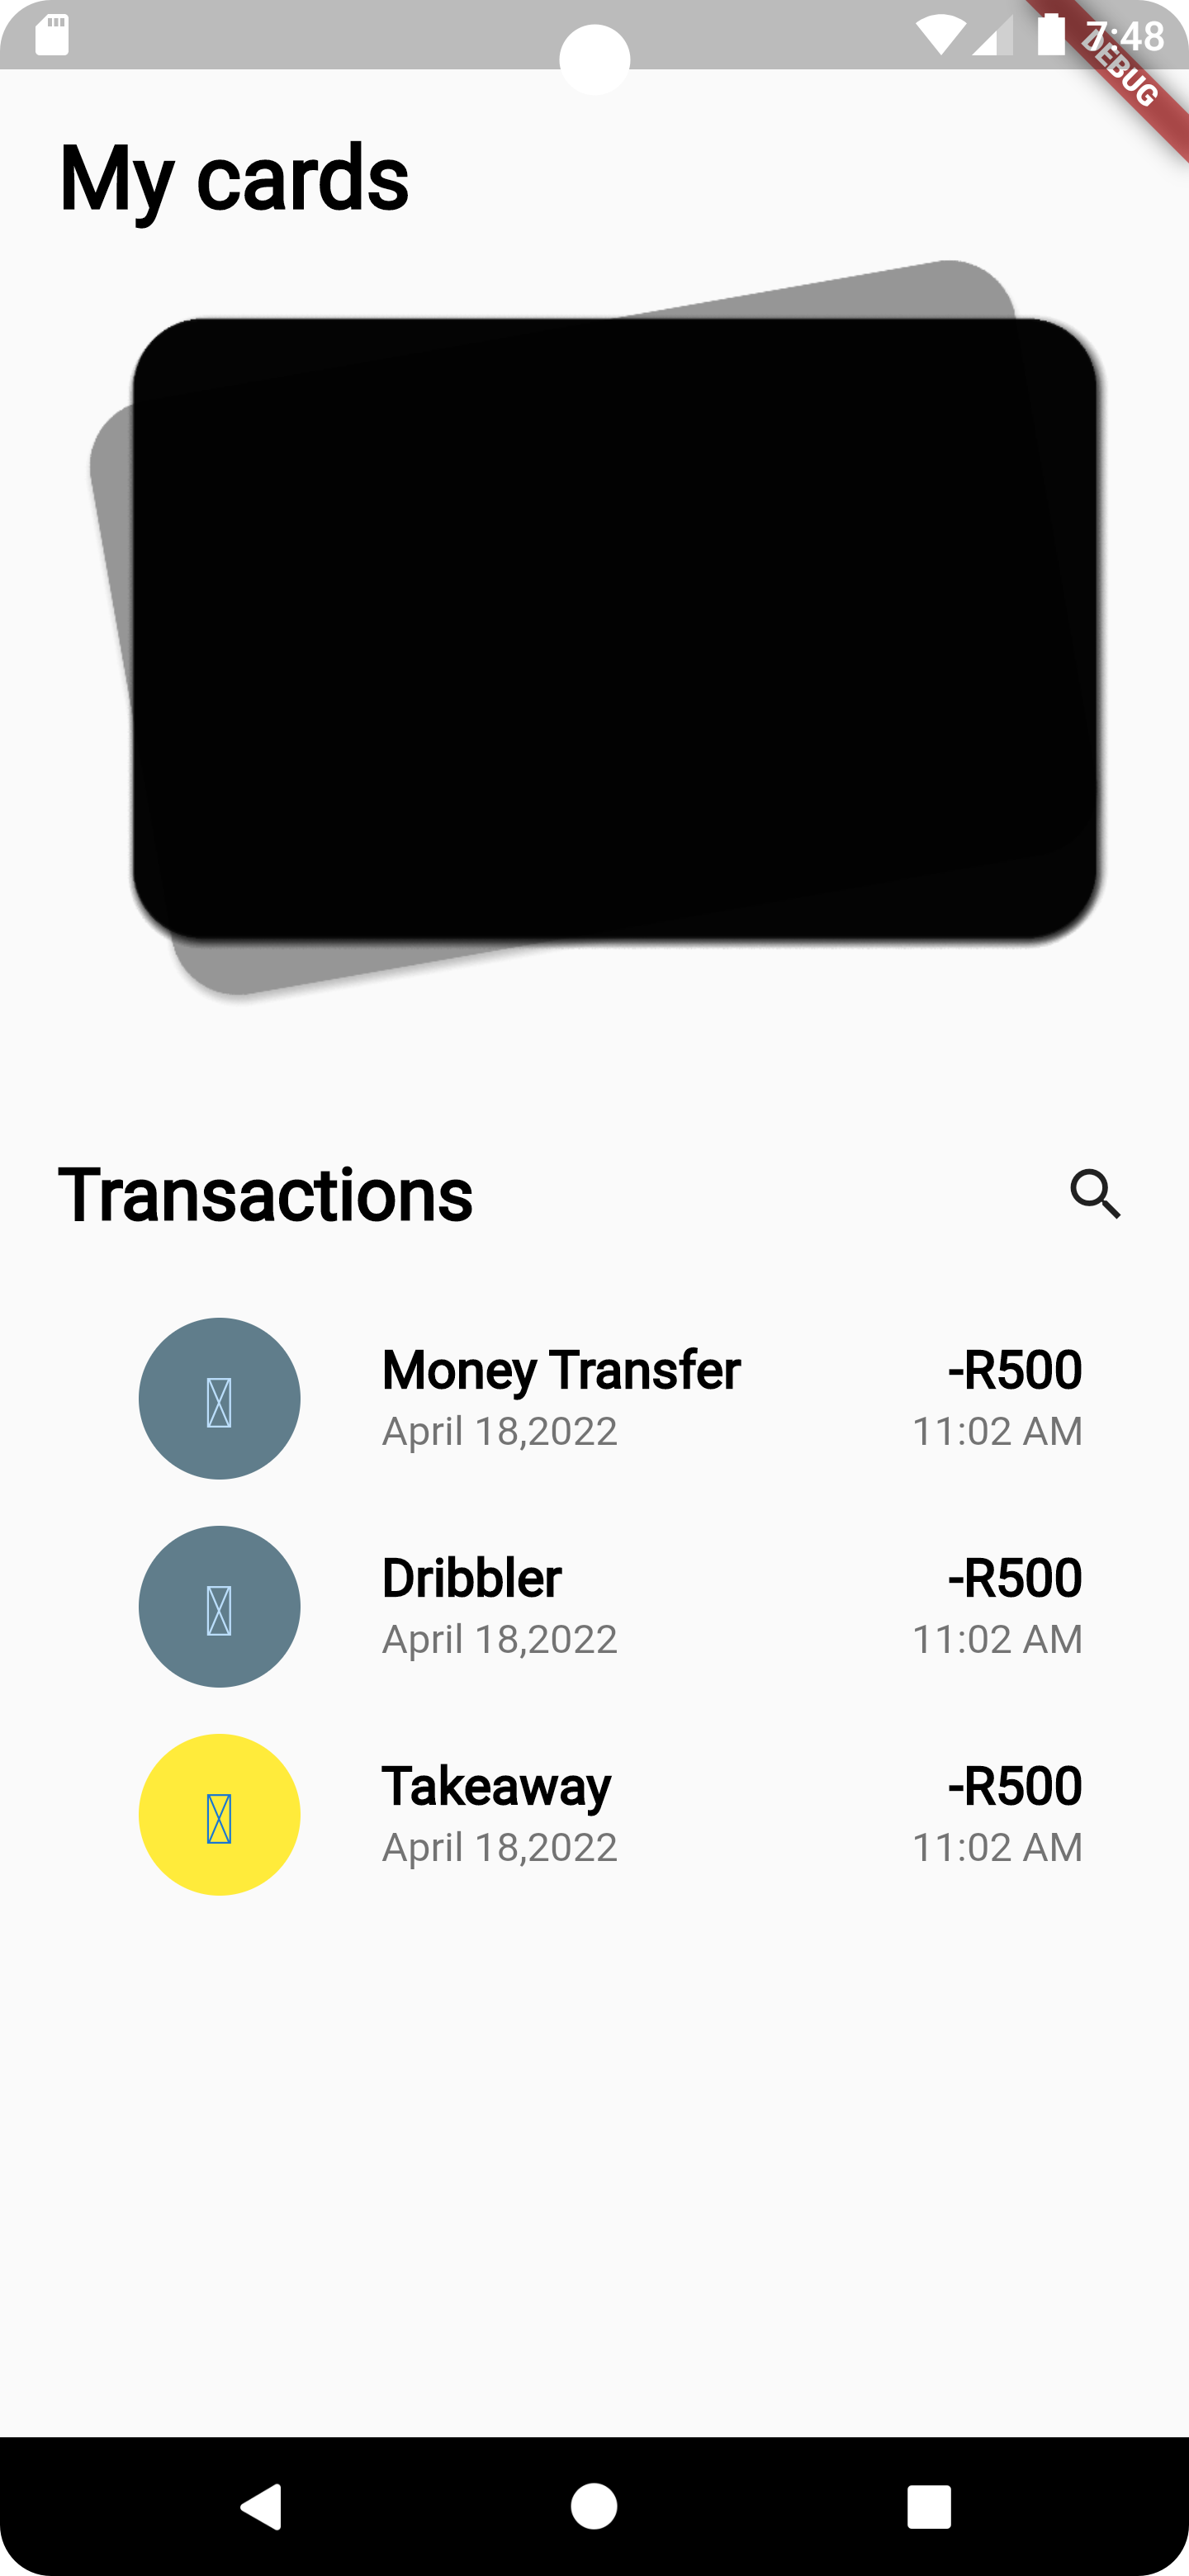 7:48
DEBUG
My cards
Transactions
Money Transfer -R500
April 18,2022 11:02 AM
Dribbler -R500
April 18,2022 11:02 AM
Takeaway -R500
April 18,2022 11:02 AM